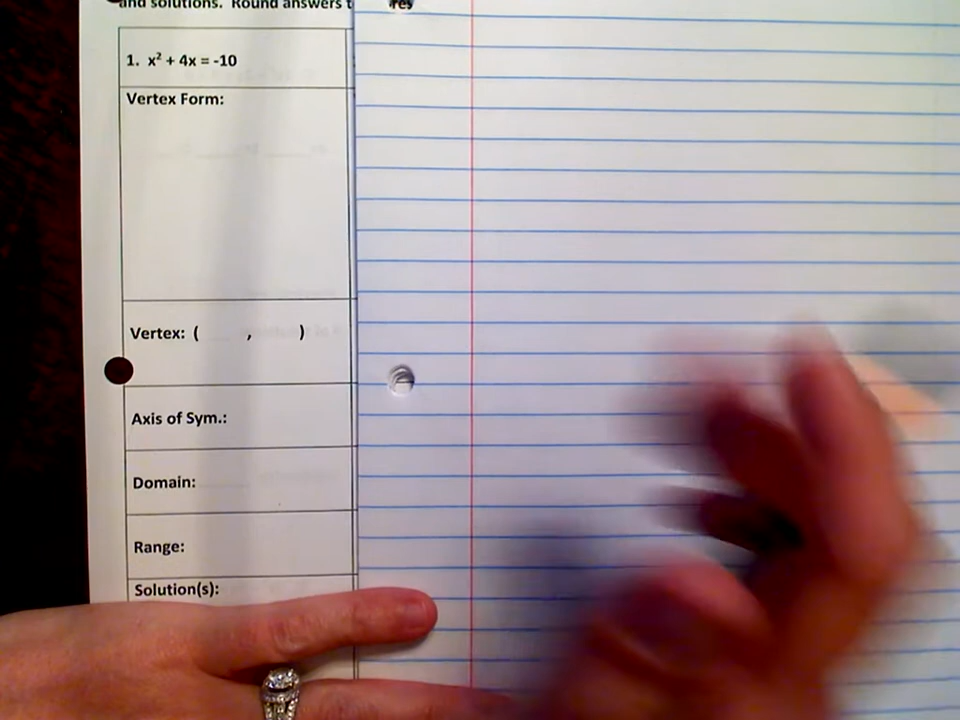 and solutions. Round answers t
1. x² + 4x = -10
Vertex Form:
Vertex: ( , )
Axis of Sym.:
Domain:
Range:
Solution(s):